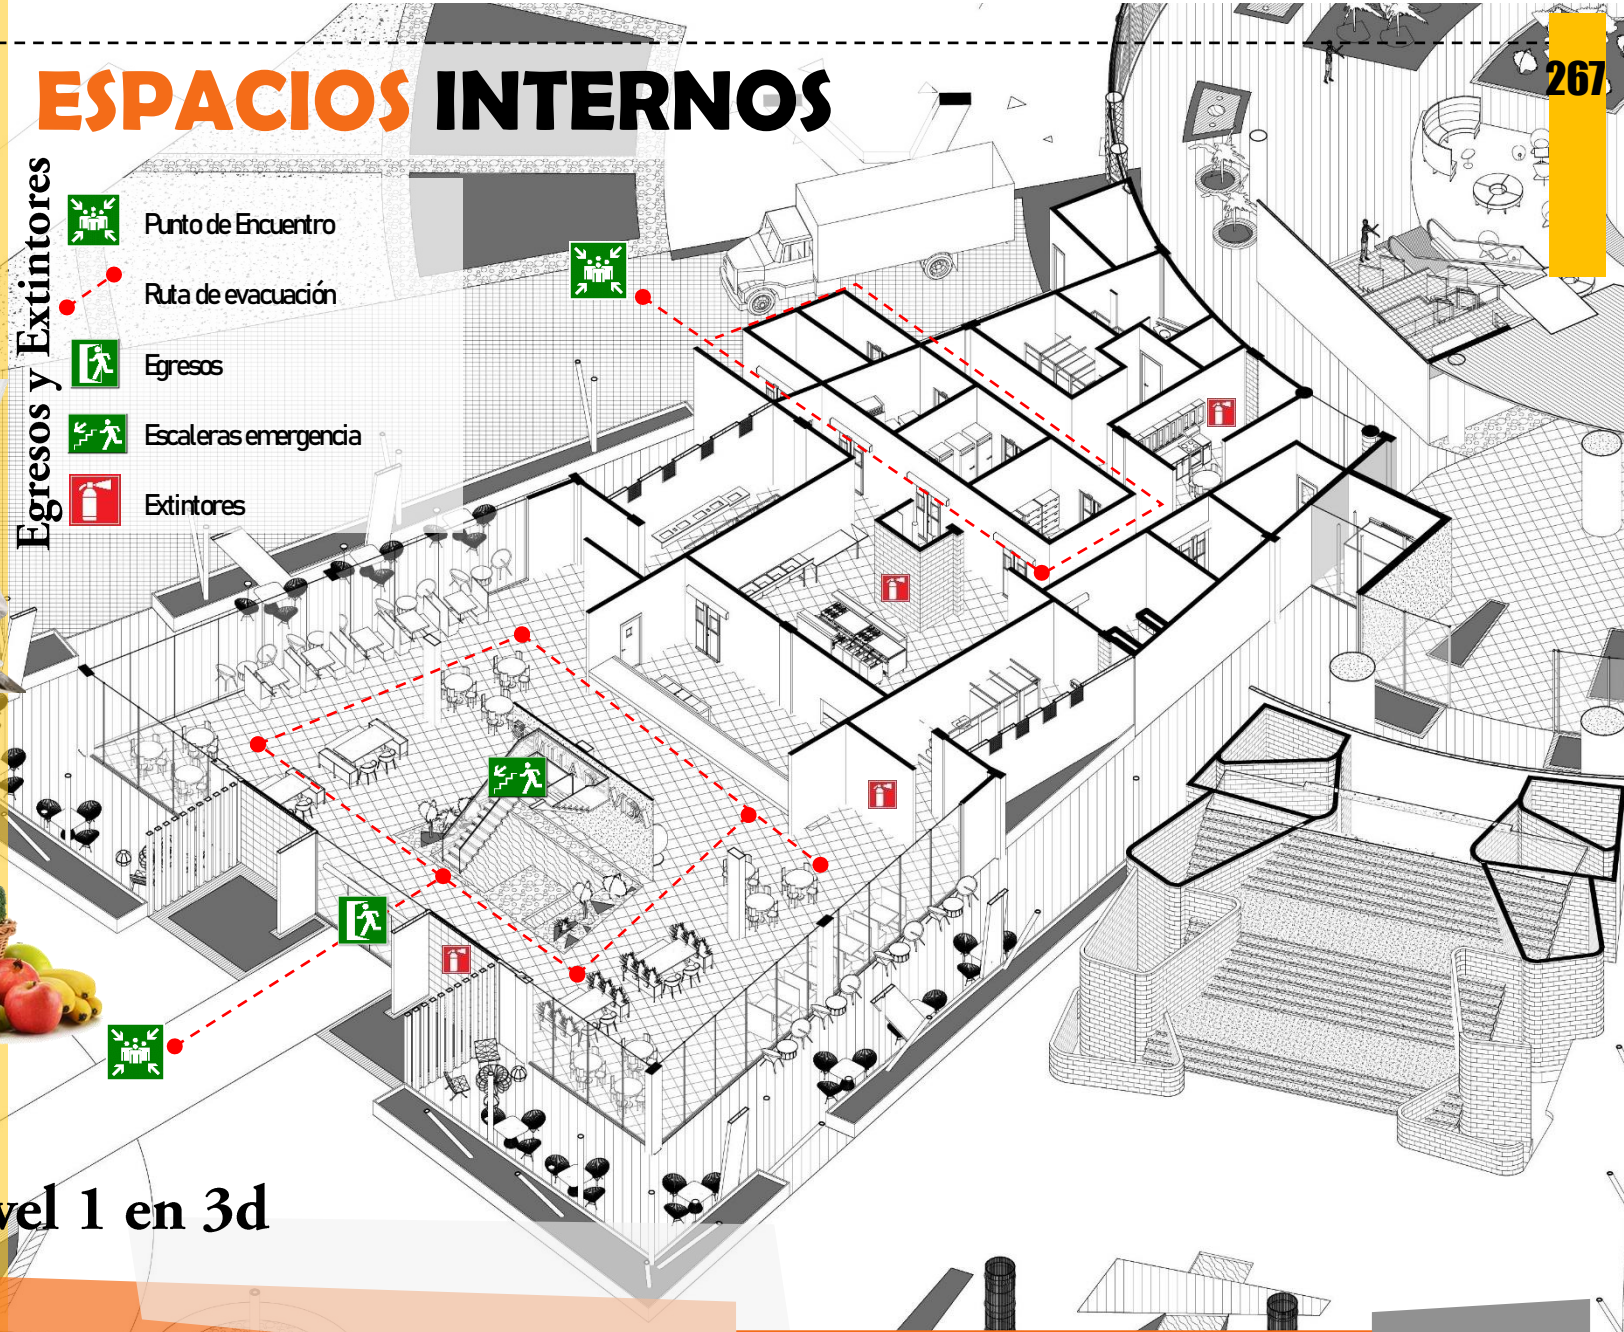 267
ESPACIOS INTERNOS
Egresos y Extintores
Punto de Encuentro
Ruta de evacuación
Egresos
Escaleras emergencia
Extintores
vel 1 en 3d